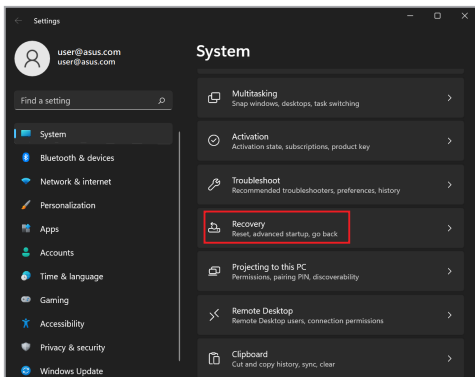 Settings
user@asus.com
user@asus.com
Find a setting
System
Bluetooth & devices
Network & internet
Personalization
Apps
Accounts
Time & language
Gaming
Accessibility
Privacy & security
Windows Update
System
Multitasking
Snap windows, desktops, task switching
Activation
Activation state, subscriptions, product key
Troubleshoot
Recommended troubleshooters, preferences, history
Recovery
Reset, advanced startup, go back
Projecting to this PC
Permissions, pairing PIN, discoverability
Remote Desktop
Remote Desktop users, connection permissions
Clipboard
Cut and copy history, sync, clear